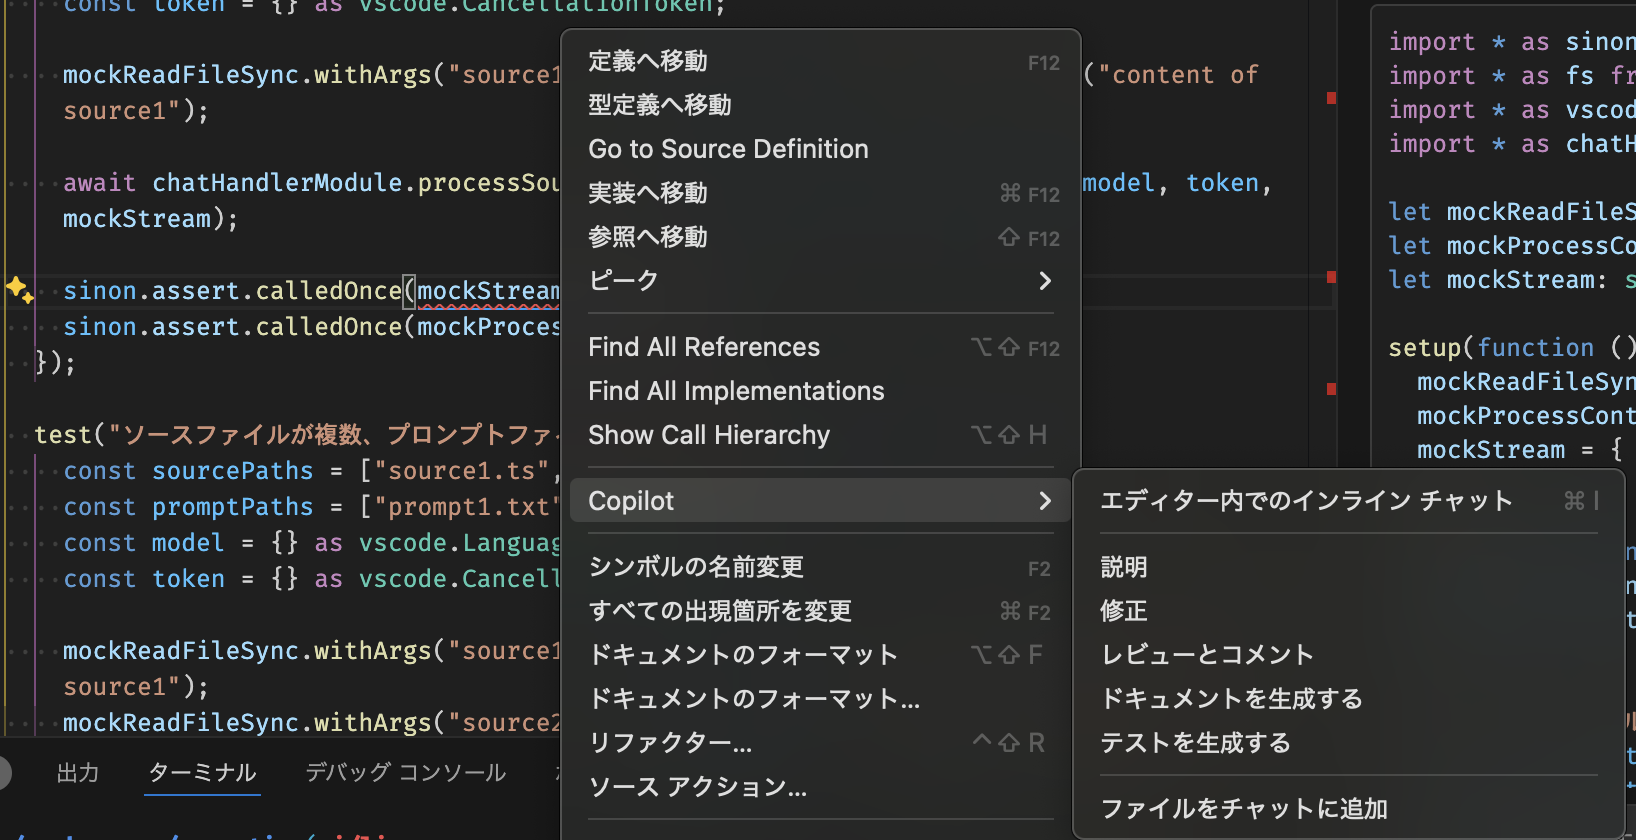 const token = {} as vscode.CancellationToken;
mockReadFileSync.withArgs("source1
("content of
source1");
await chatHandlerModule.processSou
model, token,
mockStream);
sinon.assert.calledOnce(mockStream
sinon.assert.calledOnce(mockProces
});
test("ソースファイルが複数、プロンプトファイ
const sourcePaths = ["source1.ts",
const promptPaths = ["prompt1.txt"
const model = {} as vscode.Languag
const token = {} as vscode.Cancell
mockReadFileSync.withArgs("source1
source1");
mockReadFileSync.withArgs("source2
出力 ターミナル デバッグ コンソール
定義へ移動 F12
型定義へ移動
Go to Source Definition
実装へ移動 ⌘ F12
参照へ移動 ⇧ F12
ピーク
Find All References ⌥ ⇧ F12
Find All Implementations
Show Call Hierarchy ⌥ ⇧ H
Copilot
シンボルの名前変更 F2
すべての出現箇所を変更 ⌘ F2
ドキュメントのフォーマット ⌥ ⇧ F
ドキュメントのフォーマット...
リファクター... ^ ⇧ R
ソース アクション...
エディター内でのインライン チャット ⌘ I
説明
修正
レビューとコメント
ドキュメントを生成する
テストを生成する
ファイルをチャットに追加
import * as sinon
import * as fs fr
import * as vscod
import * as chatH
let mockReadFileS
let mockProcessCo
let mockStream: s
setup(function ()
mockReadFileSyn
mockProcessCont
mockStream = {